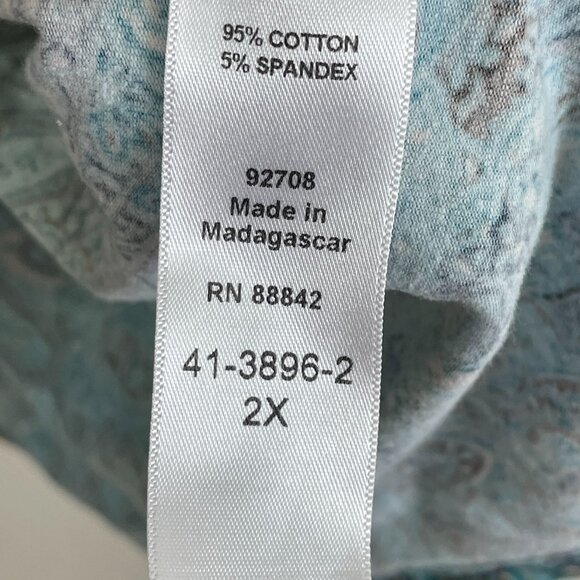 95% COTTON
5% SPANDEX
92708
Made in
Madagascar
RN 88842
41-3896-2
2X